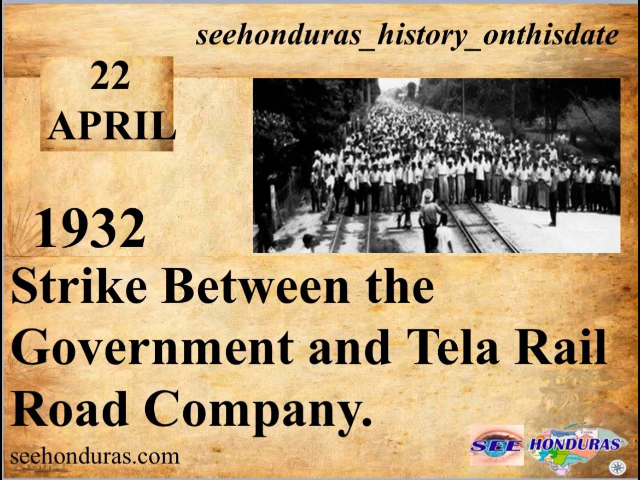 seehonduras_history_onthisdate
22
APRIL
1932
Strike Between the
Government and Tela Rail
Road Company.
seehonduras.com
SEE HONDURAS